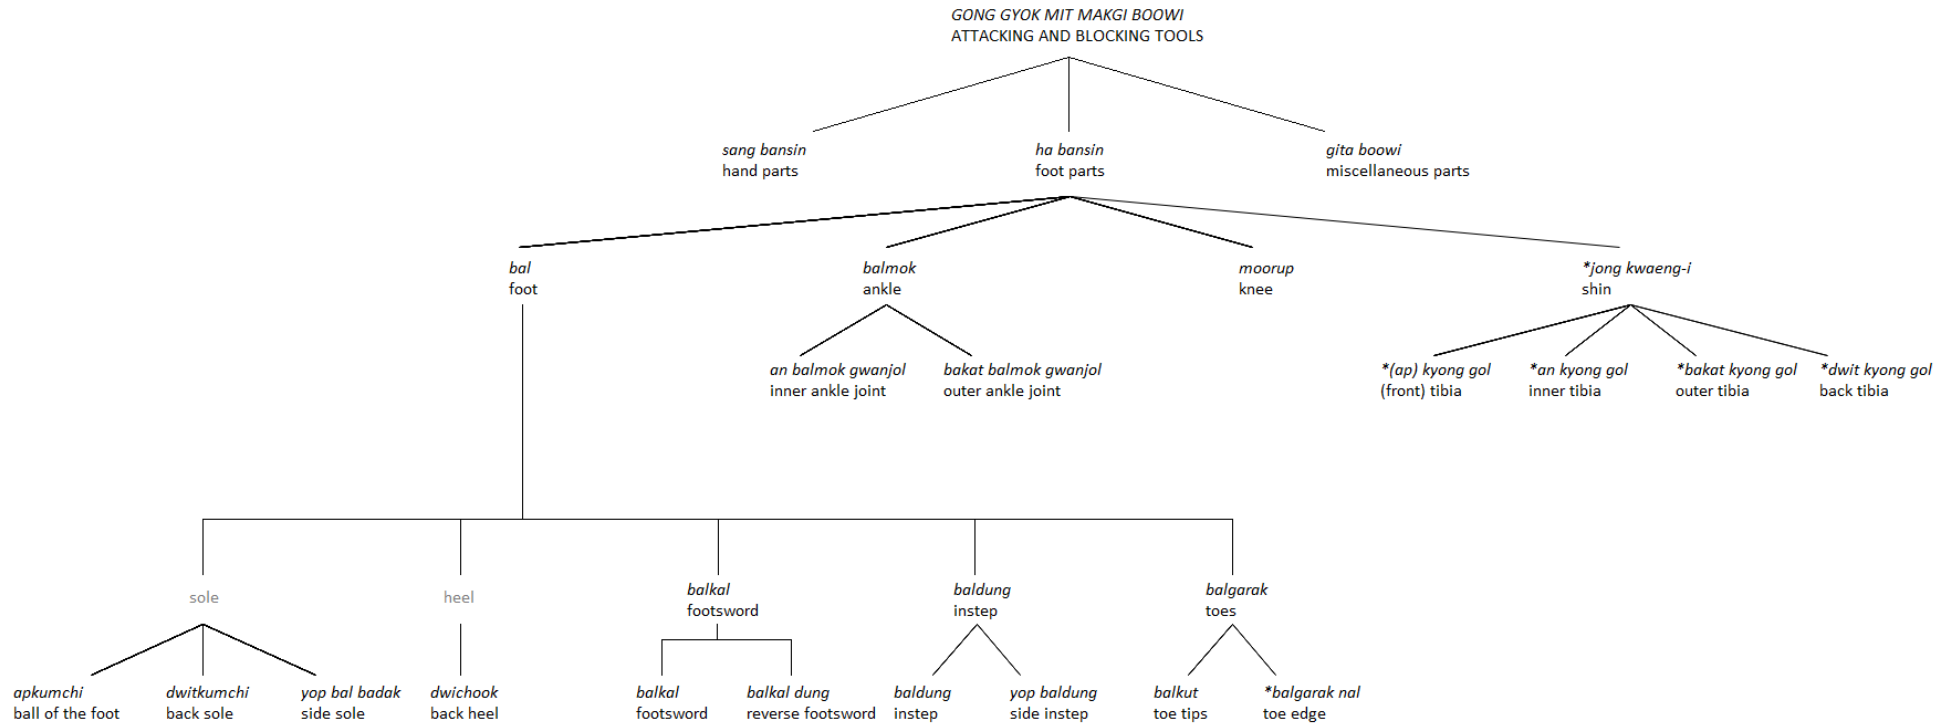 GONG GYOK MIT MAKGI BOOWI
ATTACKING AND BLOCKING TOOLS
sang bansin
hand parts
ha bansin
foot parts
gita boowi
miscellaneous parts
bal
foot
balmok
ankle
moorup
knee
*jong kwaeng-i
shin
an balmok gwanjol
inner ankle joint
bakat balmok gwanjol
outer ankle joint
*(ap) kyong gol
(front) tibia
*an kyong gol
inner tibia
*bakat kyong gol
outer tibia
*dwit kyong gol
back tibia
sole
heel
balkal
footsword
baldung
instep
balgarak
toes
apkumchi
ball of the foot
dwitkumchi
back sole
yop bal badak
side sole
dwichook
back heel
balkal
footsword
balkal dung
reverse footsword
baldung
instep
yop baldung
side instep
balkut
toe tips
*balgarak nal
toe edge